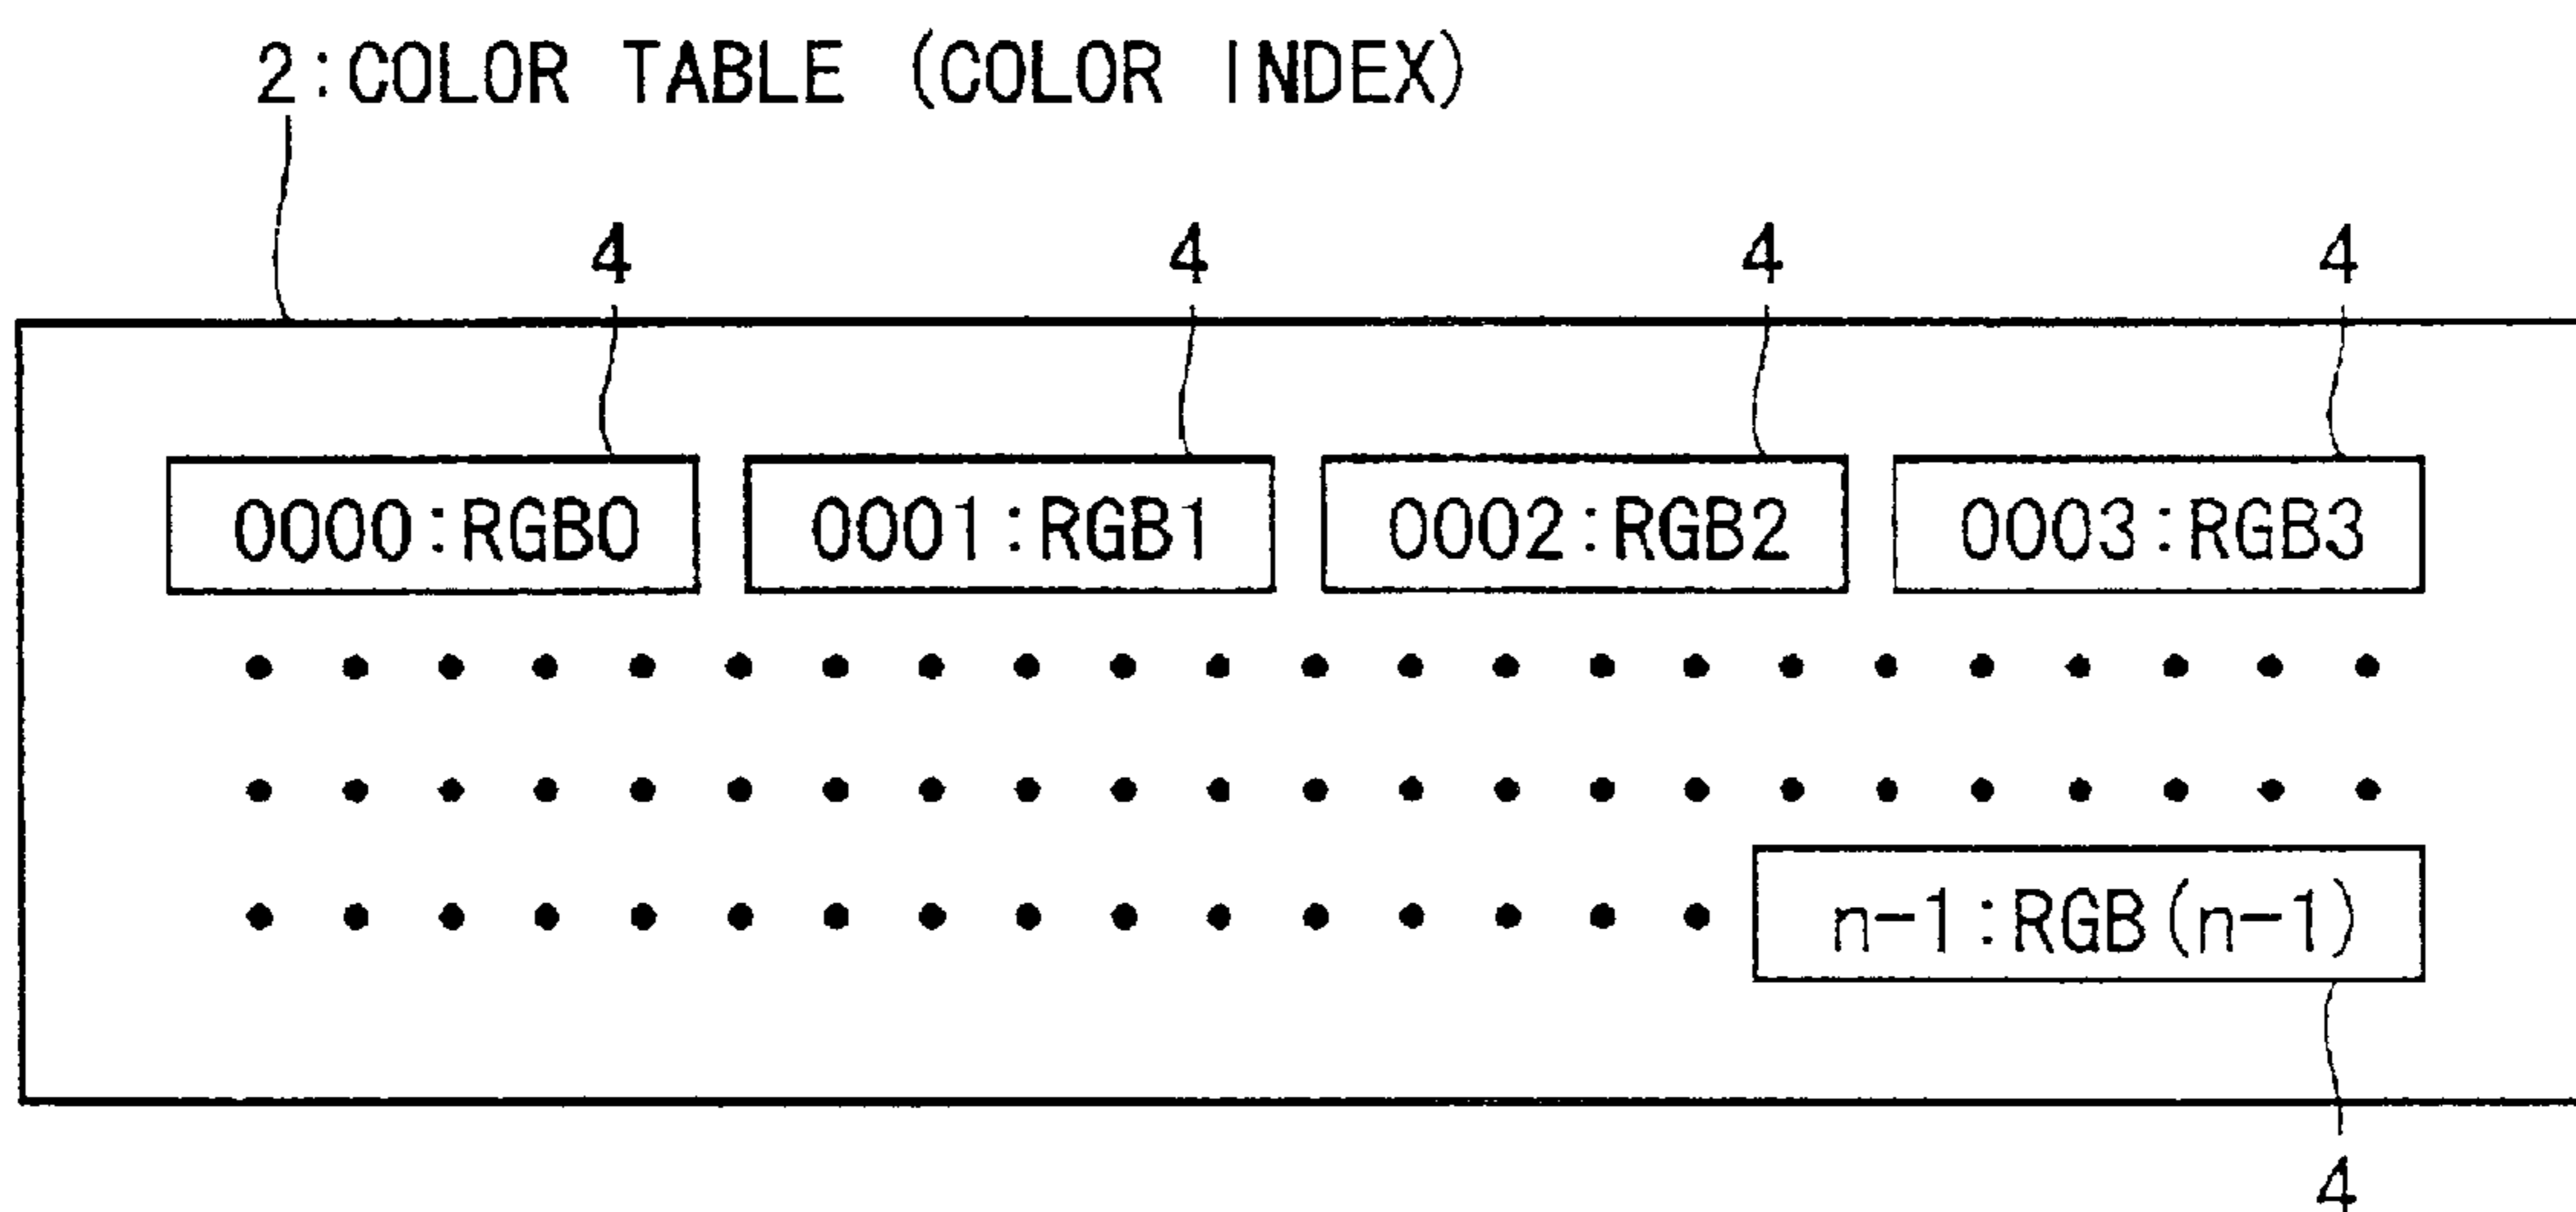 2:COLOR TABLE (COLOR INDEX)
4 4 4 4
0000:RGB0 0001:RGB1 0002:RGB2 0003:RGB3
n-1:RGB(n-1)
4